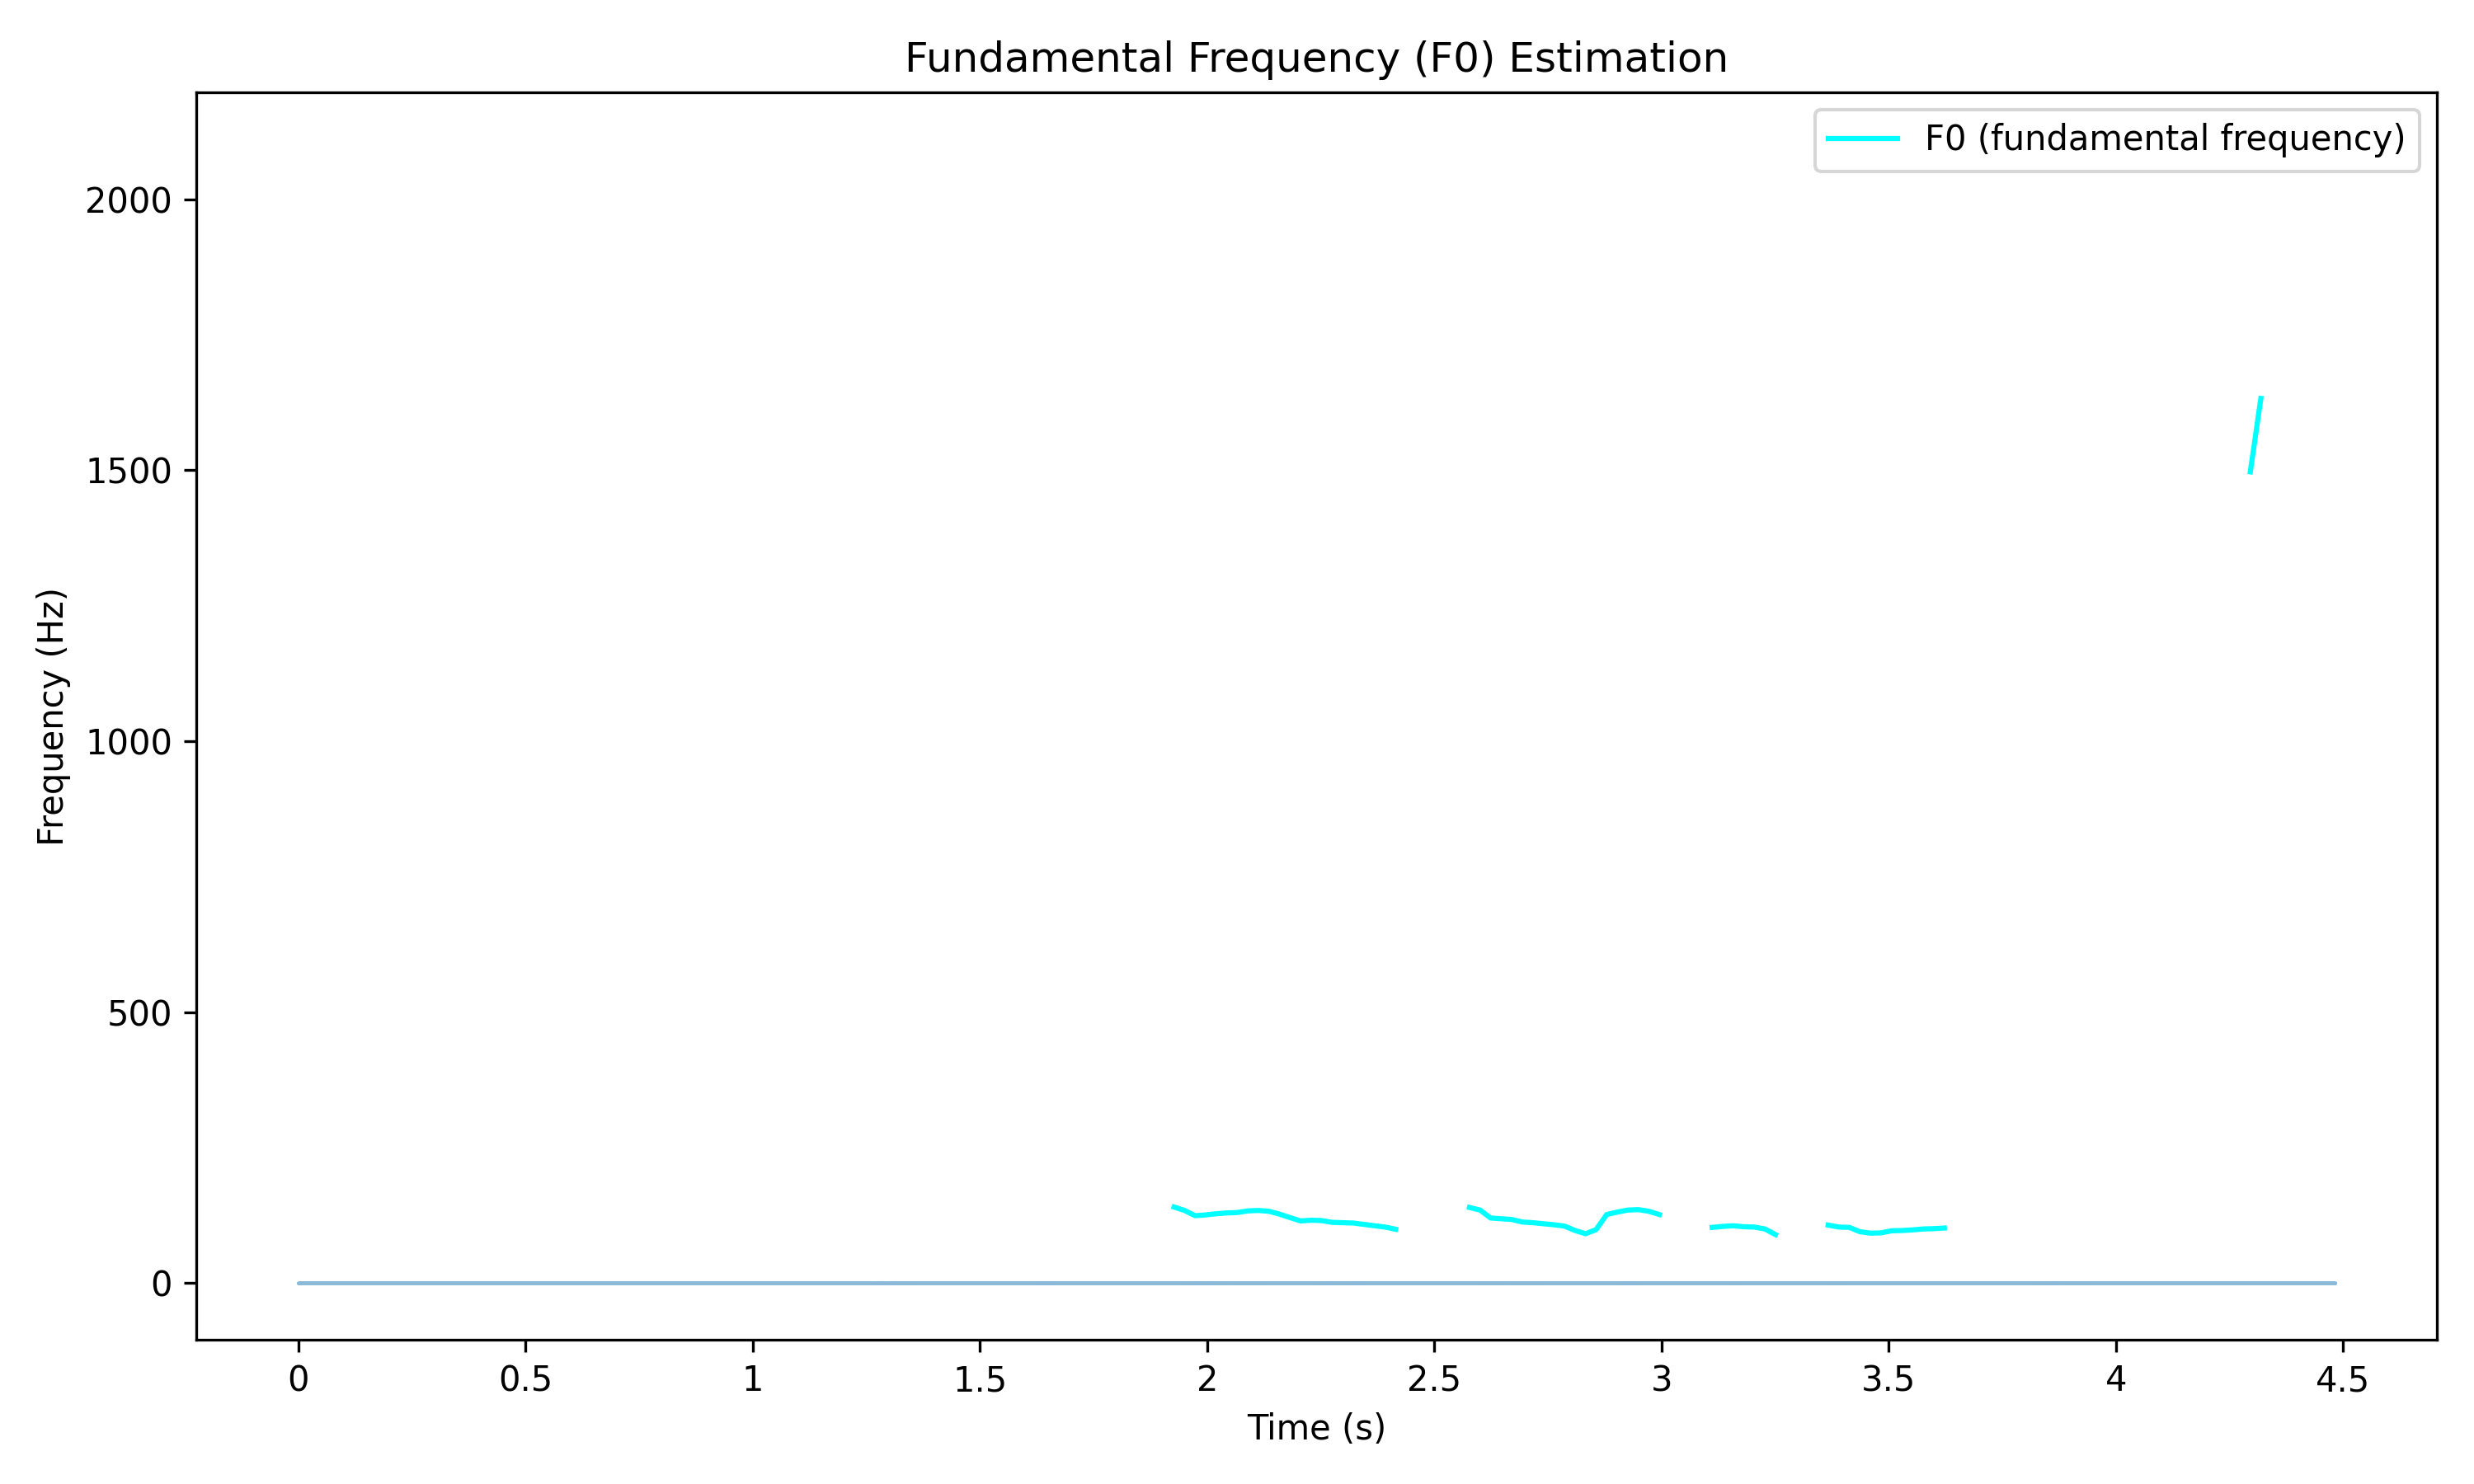 Fundamental Frequency (F0) Estimation
F0 (fundamental frequency)
2000
1500
1000
500
0
Frequency (Hz)
0 0.5 1 1.5 2 2.5 3 3.5 4 4.5
Time (s)